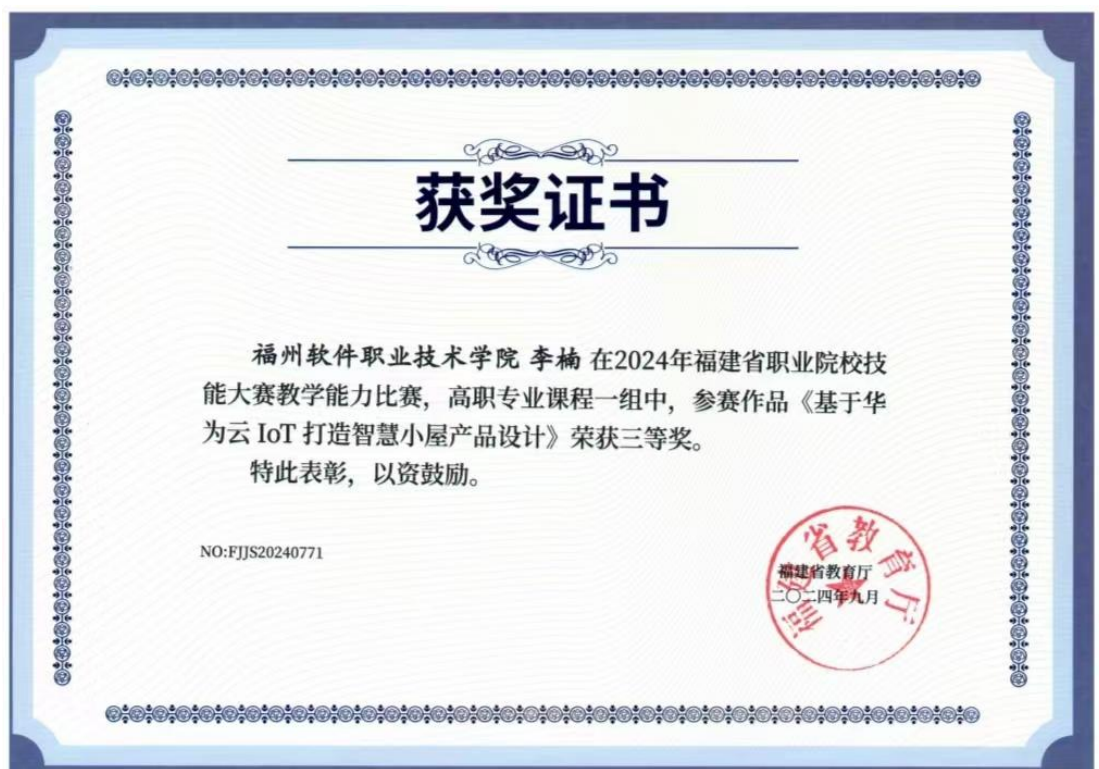 获奖证书
福州软件职业技术学院 李楠 在2024年福建省职业院校技
能大赛教学能力比赛，高职专业课程一组中，参赛作品《基于华
为云 IoT 打造智慧小屋产品设计》荣获三等奖。
特此表彰，以资鼓励。
NO:FJJS20240771
福建省教育厅
福建省教育厅
二〇二四年九月